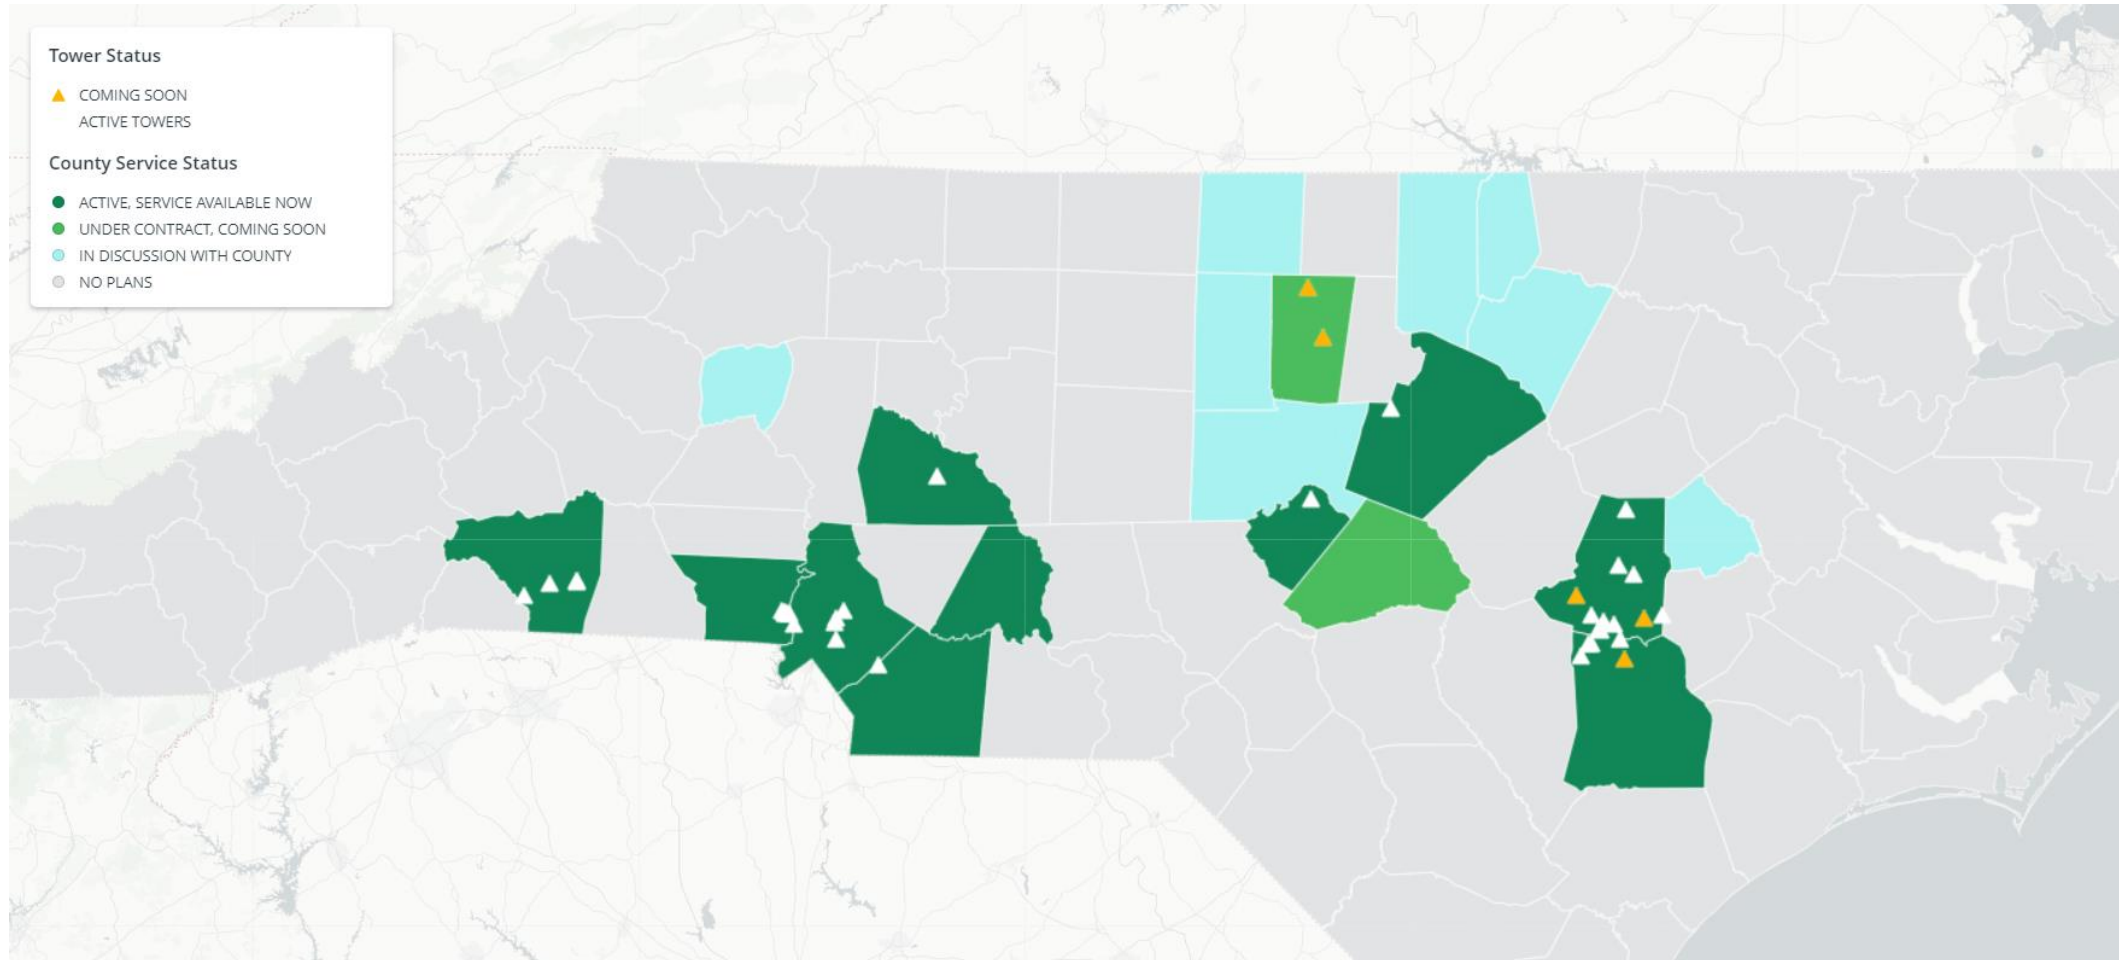 Tower Status
COMING SOON
ACTIVE TOWERS
County Service Status
ACTIVE, SERVICE AVAILABLE NOW
UNDER CONTRACT, COMING SOON
IN DISCUSSION WITH COUNTY
NO PLANS